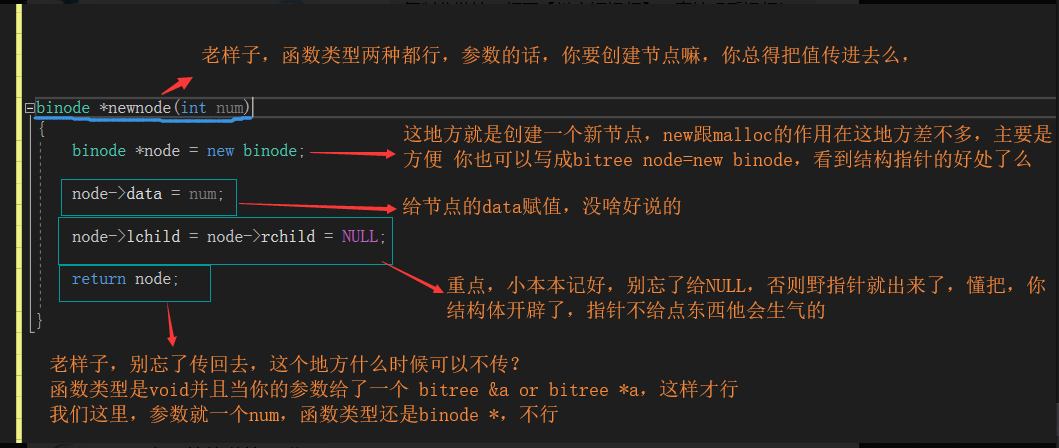 老样子，函数类型两种都行，参数的话，你要创建节点嘛，你总得把值传进去么，
binode *newnode(int num)
{
这地方就是创建一个新节点，new跟malloc的作用在这地方差不多，主要是
binode *node = new binode;
方便 你也可以写成bitree node=new binode，看到结构指针的好处了么
node->data = num;
给节点的data赋值，没啥好说的
node->lchild = node->rchild = NULL;
return node;
重点，小本本记好，别忘了给NULL，否则野指针就出来了，懂把，你
结构体开辟了，指针不给点东西他会生气的
}
老样子，别忘了传回去，这个地方什么时候可以不传？
函数类型是void并且当你的参数给了一个 bitree &a or bitree *a，这样才行
我们这里，参数就一个num，函数类型还是binode *，不行